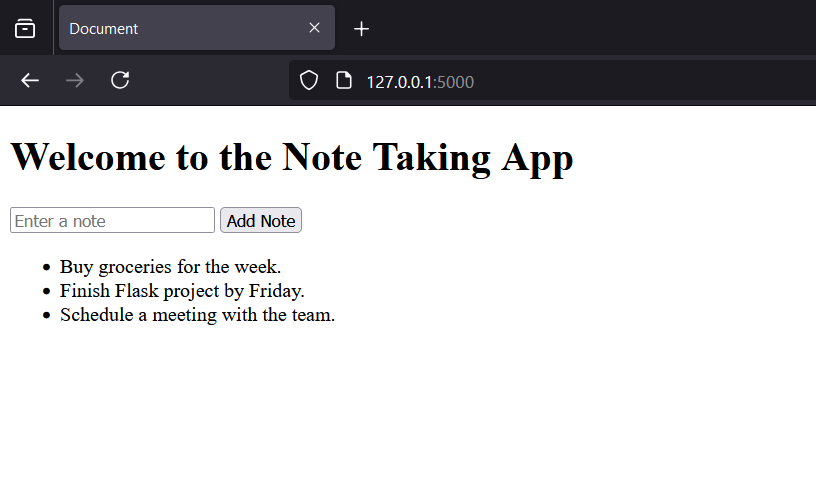 Document
127.0.0.1:5000
Welcome to the Note Taking App
Enter a note Add Note
Buy groceries for the week.
Finish Flask project by Friday.
Schedule a meeting with the team.